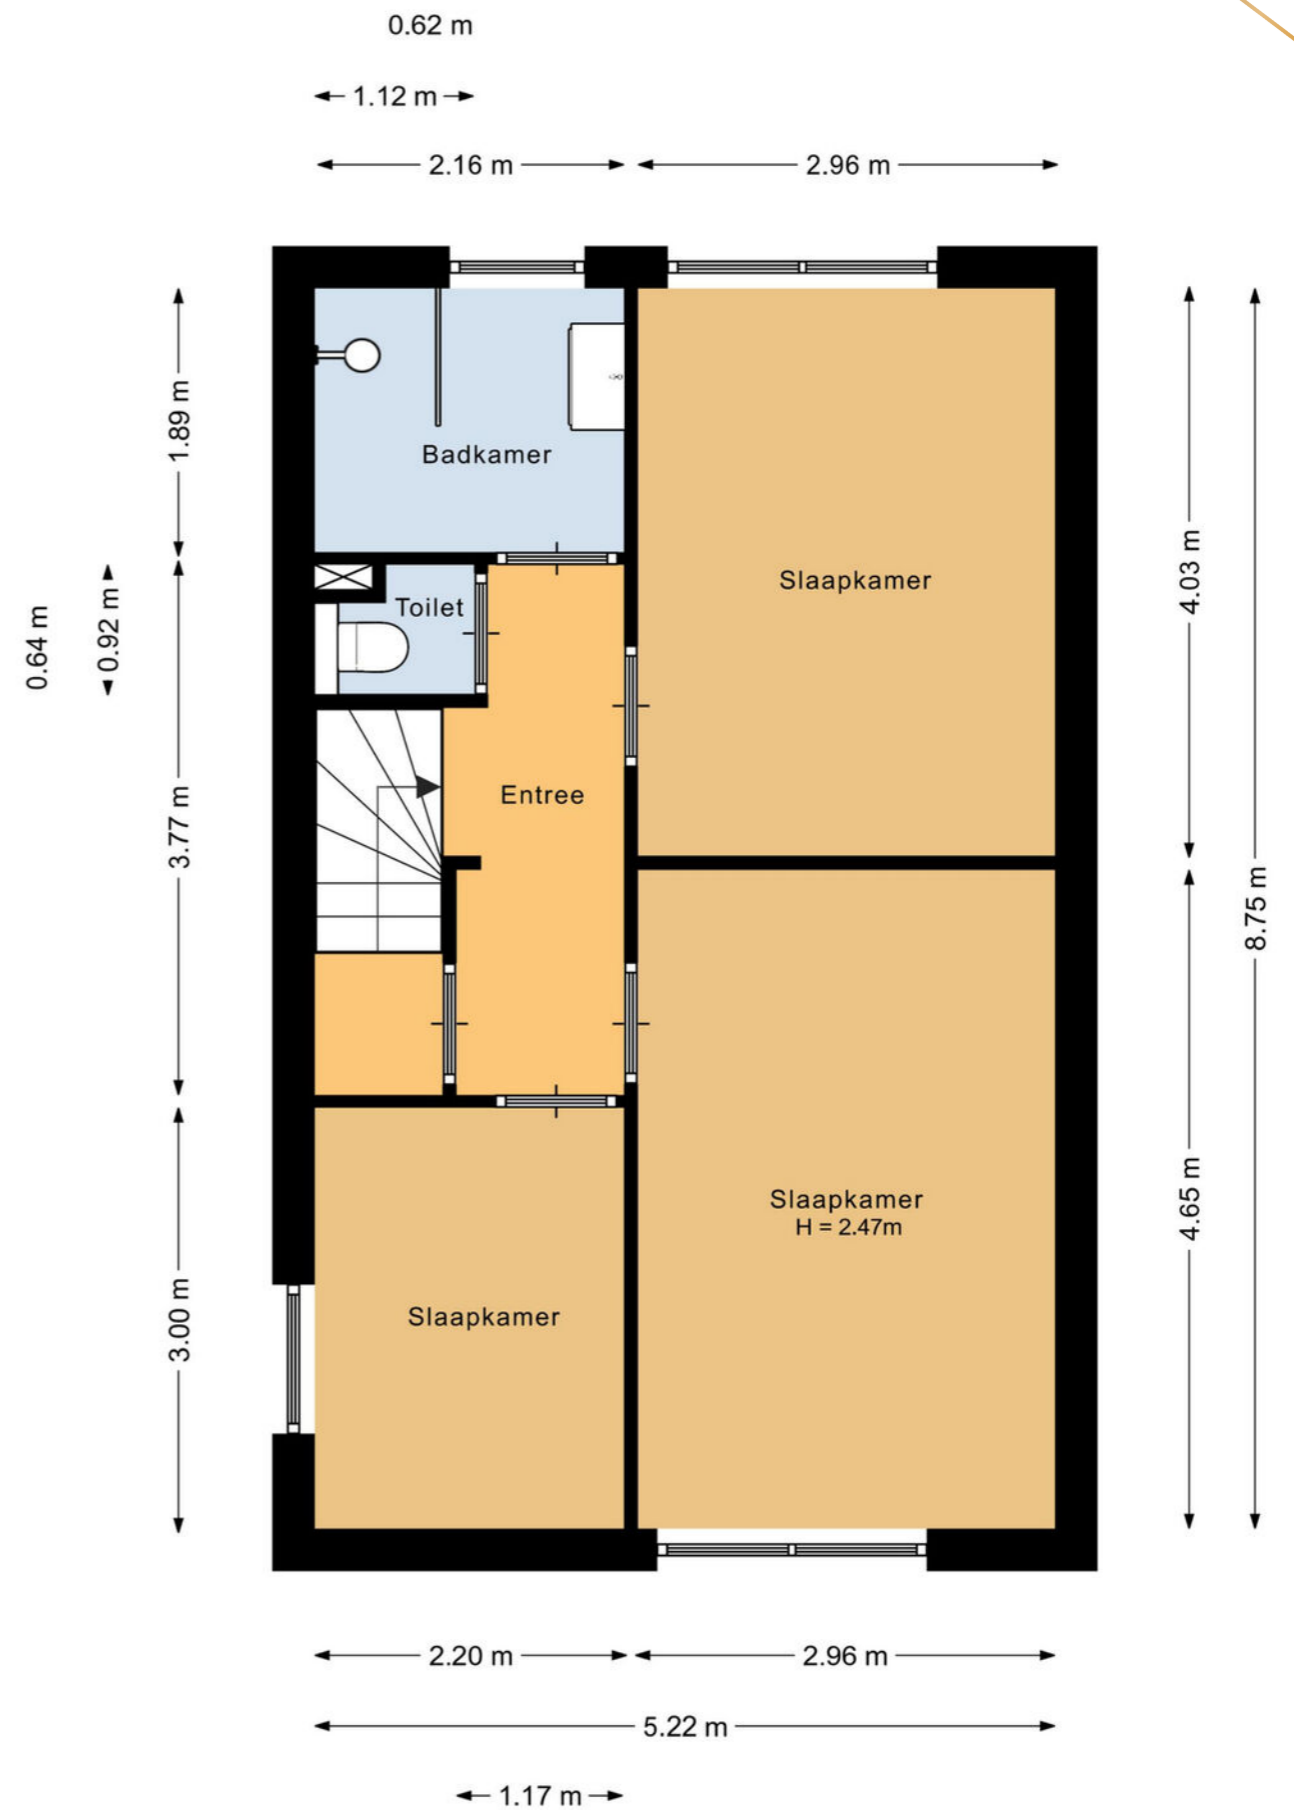 0.62 m
1.12 m
2.16 m
2.96 m
1.89 m
Badkamer
4.03 m
Slaapkamer
0.64 m
0.92 m
Toilet
3.77 m
Entree
8.75 m
4.65 m
Slaapkamer
H = 2.47m
3.00 m
Slaapkamer
2.20 m
2.96 m
5.22 m
1.17 m